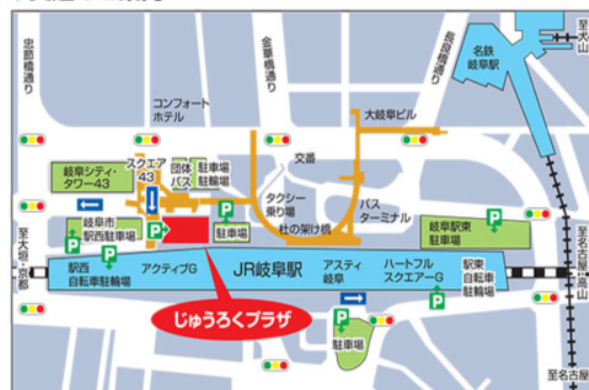 忠節橋通り
金華橋通り
長良橋通り
名鉄
岐阜駅
至犬山
コンフォート
ホテル
大岐阜ビル
交番
スクエア
43
団体
バス
駐車場
駐輪場
岐阜シティ・
タワー43
タクシー
乗り場
バス
ターミナル
杜の架け橋
岐阜市
駅西駐車場
P
P
P
駐車場
岐阜駅東
駐車場
P
至大垣・京都
P
駅西
自転車駐輪場
アクティブG
JR岐阜駅
アスティ
岐阜
ハートフル
スクエアーG
駅東
自転車
駐輪場
P
至名古屋・高山
じゅうろくプラザ
P
駐車場
至名古屋